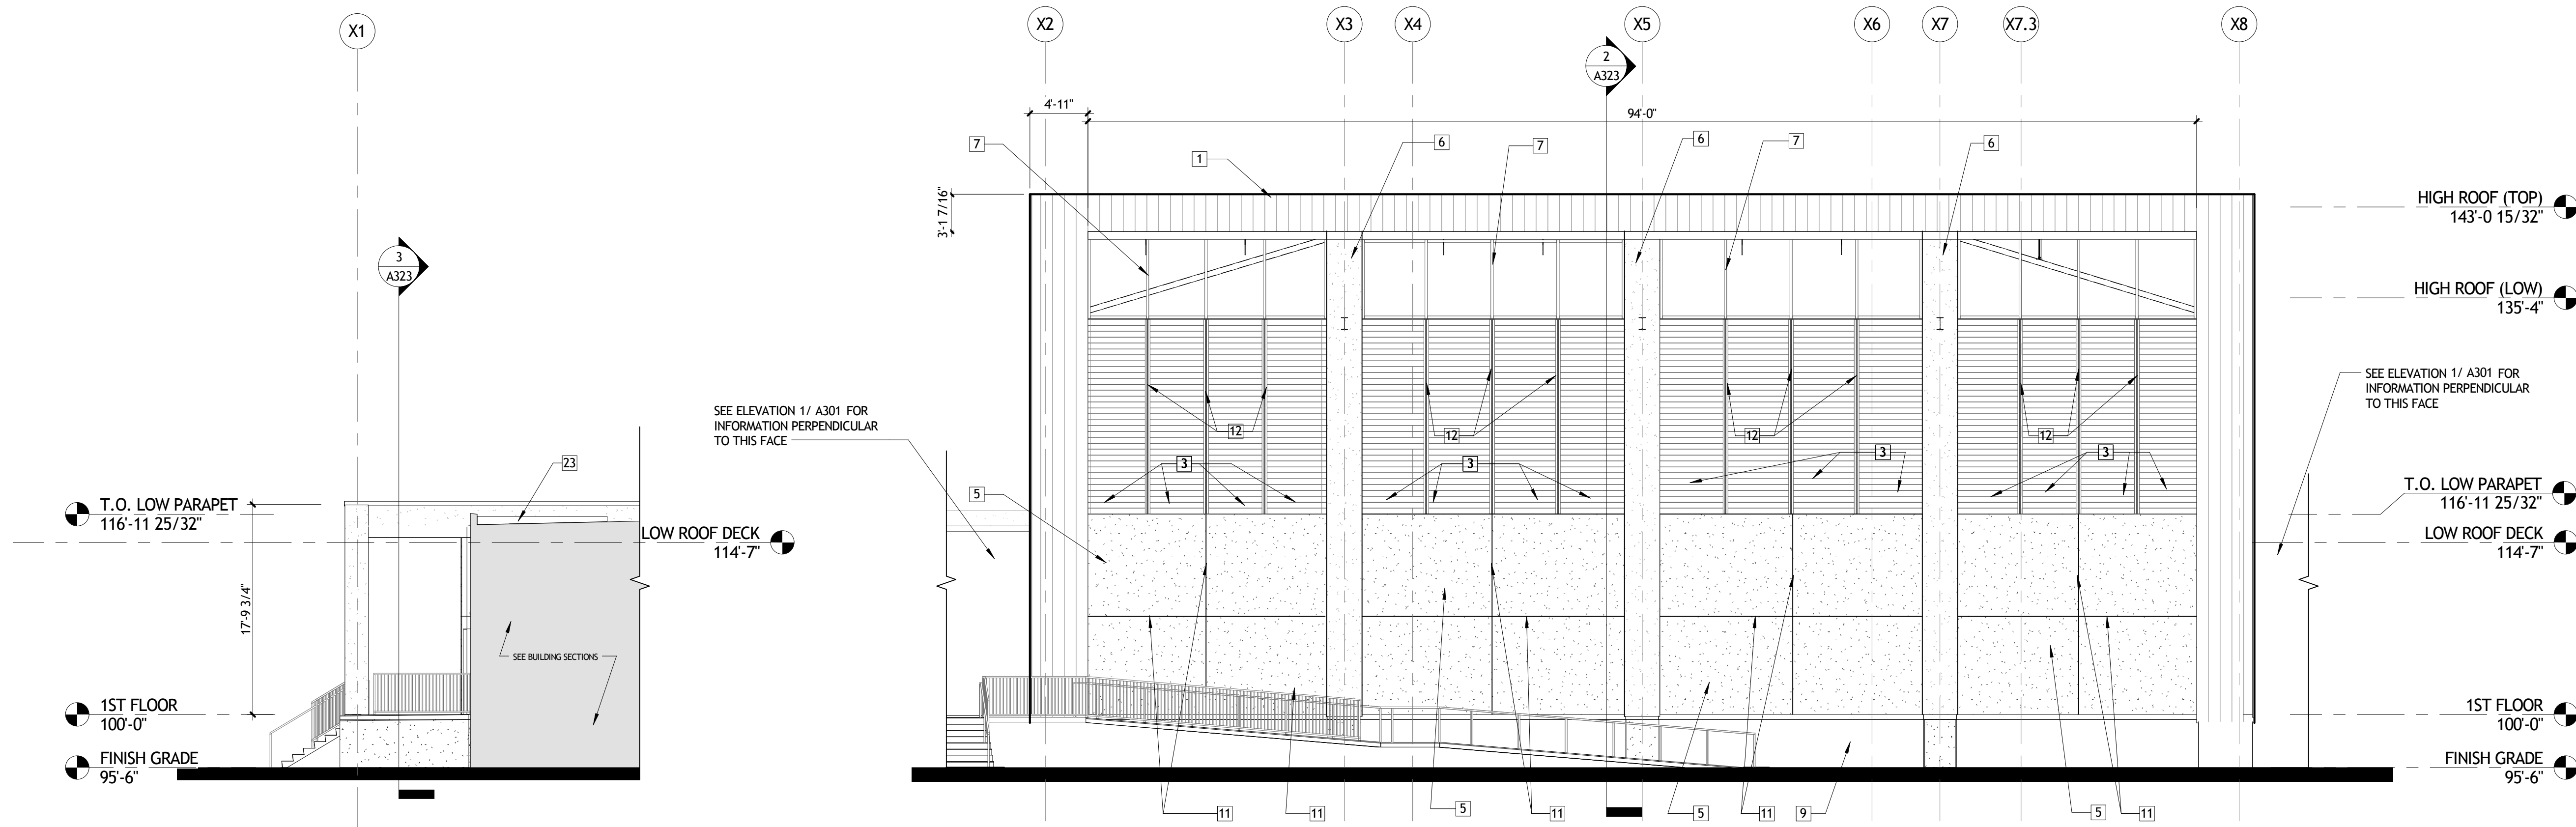 X1
X2
X3
X4
X5
X6
X7
X7.3
X8
2
A323
4'-11"
94'-0"
7
1
6
7
6
7
6
3'-1 7/16"
HIGH ROOF (TOP)
143'-0 15/32"
3
A323
HIGH ROOF (LOW)
135'-4"
SEE ELEVATION 1/ A301 FOR
INFORMATION PERPENDICULAR
TO THIS FACE
SEE ELEVATION 1/ A301 FOR
INFORMATION PERPENDICULAR
TO THIS FACE
12
12
12
12
3
3
3
3
23
5
T.O. LOW PARAPET
116'-11 25/32"
LOW ROOF DECK
114'-7"
T.O. LOW PARAPET
116'-11 25/32"
LOW ROOF DECK
114'-7"
17'-9 3/4"
SEE BUILDING SECTIONS
1ST FLOOR
100'-0"
FINISH GRADE
95'-6"
1ST FLOOR
100'-0"
FINISH GRADE
95'-6"
11
11
5
11
5
11
9
5
11